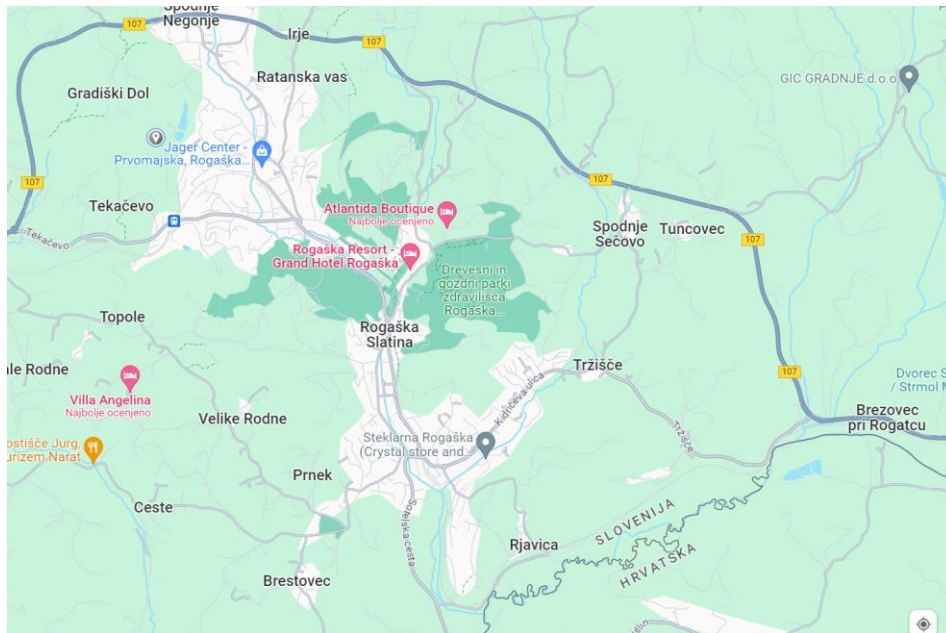 Spodnje
Negonje
107
107
Irje
107
Ratanska vas
GIC GRADNJE d.o.o
Gradiški Dol
Jager Center -
Prvomajska, Rogaška...
107
107
Tekačevo
Atlantida Boutique
Najbolje ocenjeno
Spodnje
Sečovo
Tuncovec
Tekačevo
107
Rogaška Resort -
Grand Hotel Rogaška
Drevesni in
gozdni parki
zdravilišča
Rogaška...
Topole
Rogaška
Slatina
ale Rodne
Tržišče
107
Dvorec S
/ Strmol M
Villa Angelina
Najbolje ocenjeno
Kidričeva ulica
Brezovec
pri Rogatcu
Velike Rodne
Tržišče
Steklarna Rogaška
(Crystal store and...
ostišče Jurg,
urizem Narat
Prnek
Ceste
Sotelska cesta
SLOVENIJA
Rjavica
HRVATSKA
Brestovec